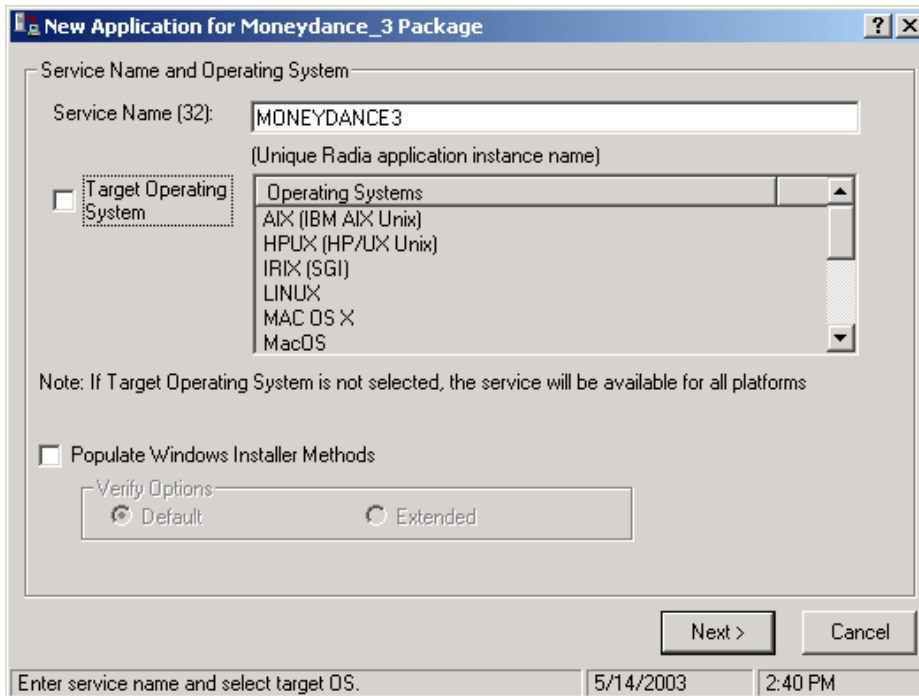 New Application for Moneydance_3 Package
Service Name and Operating System
Service Name (32):
MONEYDANCE3
(Unique Radia application instance name)
Target Operating
System
Operating Systems
AIX (IBM AIX Unix)
HPUX (HP/UX Unix)
IRIX (SGI)
LINUX
MAC OS X
MacOS
Note: If Target Operating System is not selected, the service will be available for all platforms
Populate Windows Installer Methods
Verify Options
Default
Extended
Next >
Cancel
Enter service name and select target OS.
5/14/2003
2:40 PM